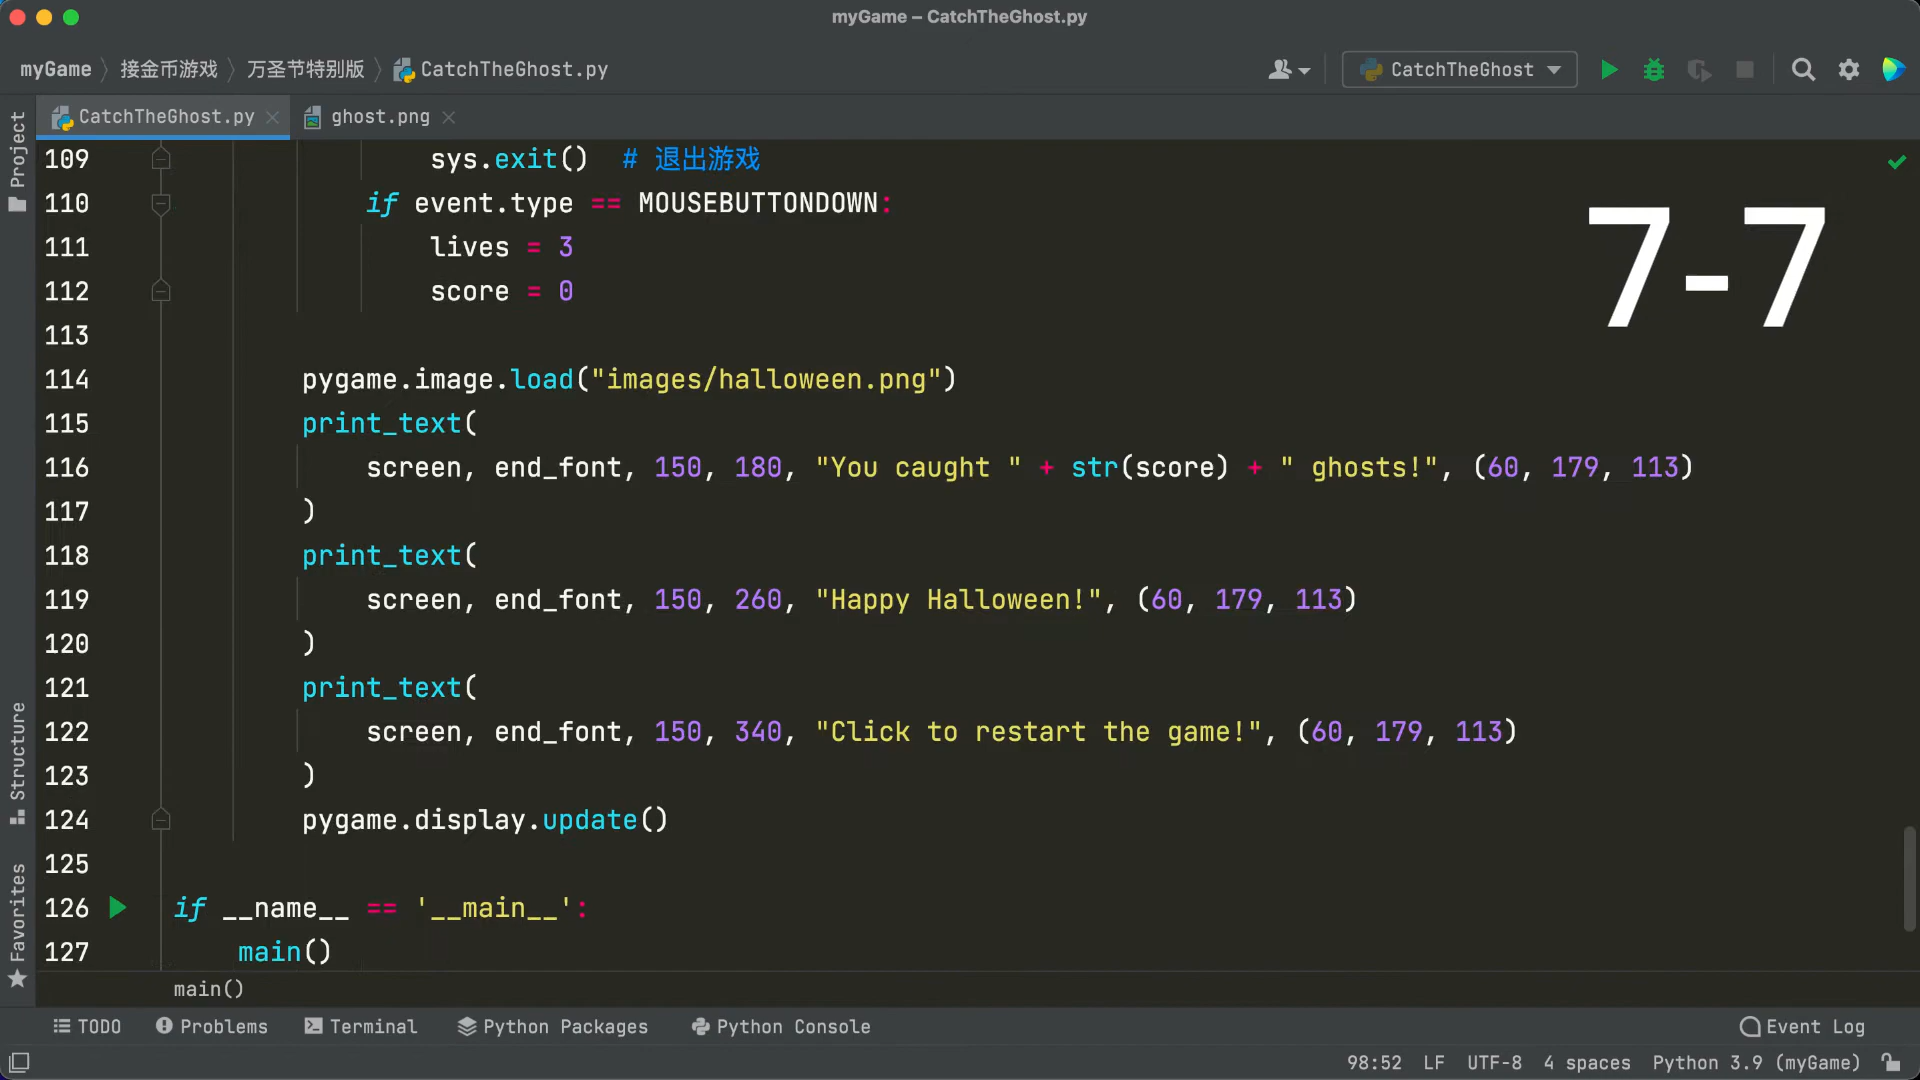 myGame – CatchTheGhost.py
myGame 接金币游戏 万圣节特别版 CatchTheGhost.py
CatchTheGhost
CatchTheGhost.py
ghost.png
Project
Structure
Favorites
109 sys.exit() # 退出游戏
110 if event.type == MOUSEBUTTONDOWN:
111 lives = 3
112 score = 0
113
114 pygame.image.load("images/halloween.png")
115 print_text(
116 screen, end_font, 150, 180, "You caught " + str(score) + " ghosts!", (60, 179, 113)
117 )
118 print_text(
119 screen, end_font, 150, 260, "Happy Halloween!", (60, 179, 113)
120 )
121 print_text(
122 screen, end_font, 150, 340, "Click to restart the game!", (60, 179, 113)
123 )
124 pygame.display.update()
125
126 if __name__ == '__main__':
127 main()
7-7
main()
TODO Problems Terminal Python Packages Python Console Event Log
98:52 LF UTF-8 4 spaces Python 3.9 (myGame)